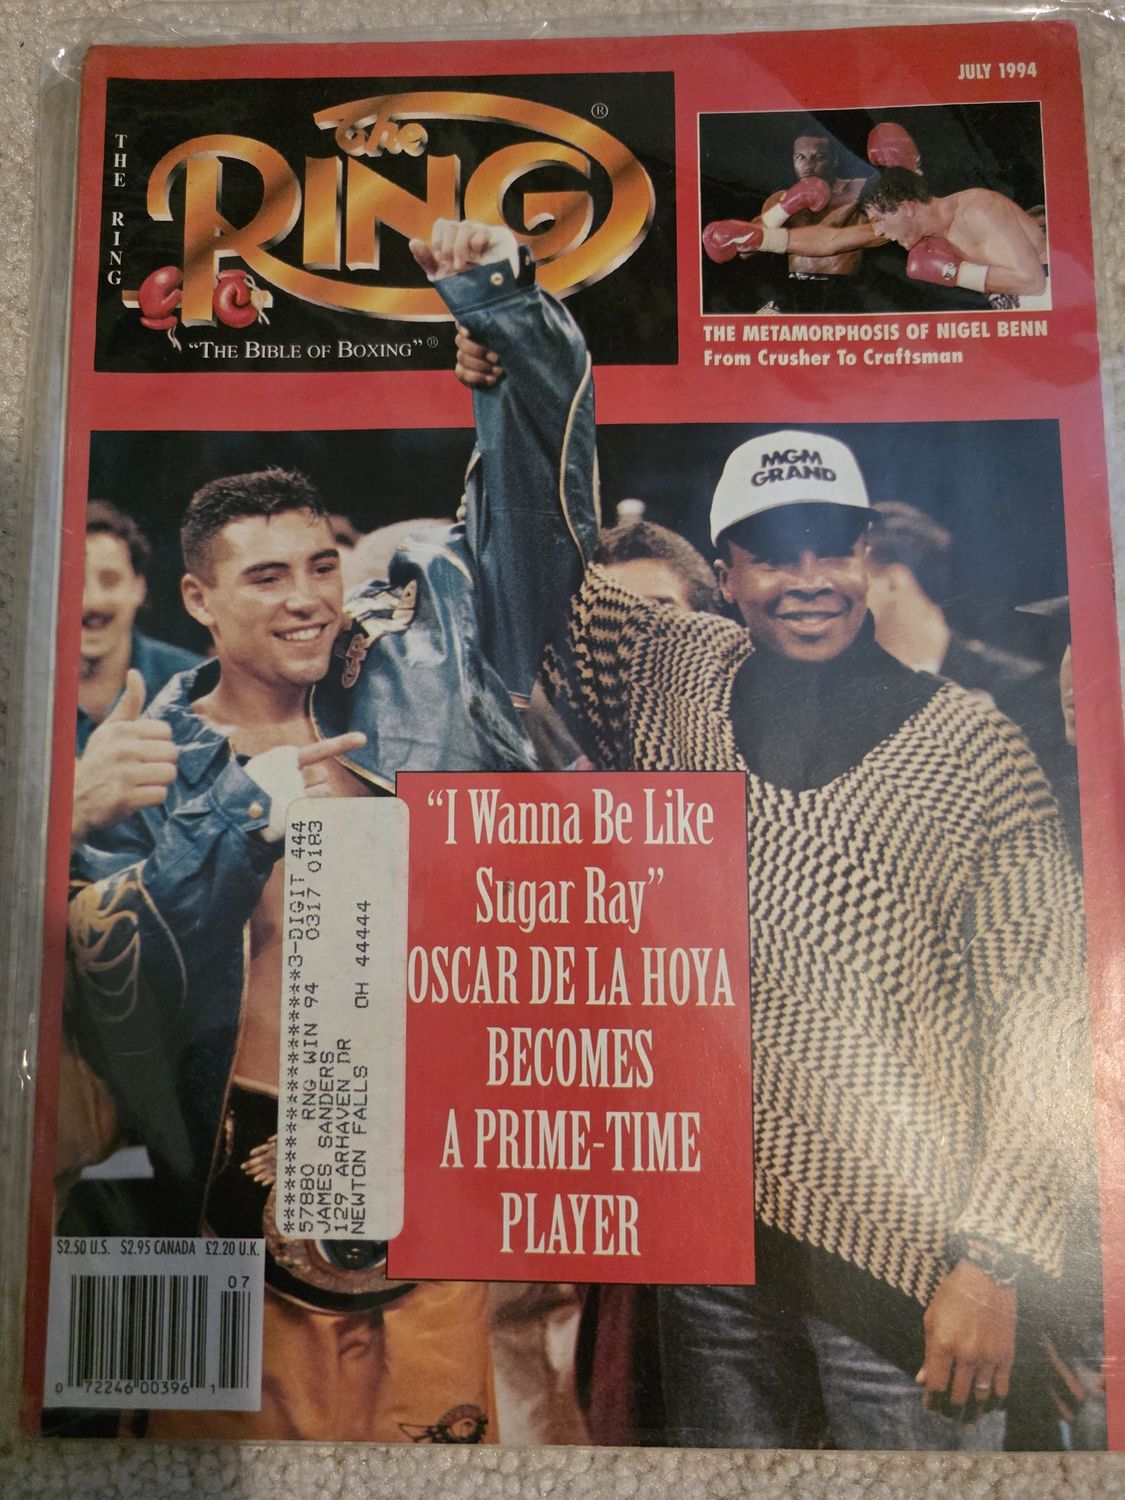 JULY 1994
THE RING
The
RING
®
"THE BIBLE OF BOXING" ®
THE METAMORPHOSIS OF NIGEL BENN
From Crusher To Craftsman
MGM
GRAND
"I Wanna Be Like
Sugar Ray"
OSCAR DE LA HOYA
BECOMES
A PRIME-TIME
PLAYER
********************3-DIGIT 444
57880 RNG WIN 94 0317 0183
JAMES SANDERS
129 ARHAVEN DR
NEWTON FALLS OH 44444
$2.50 U.S. $2.95 CANADA £2.20 U.K.
07
0 72246 00396 1